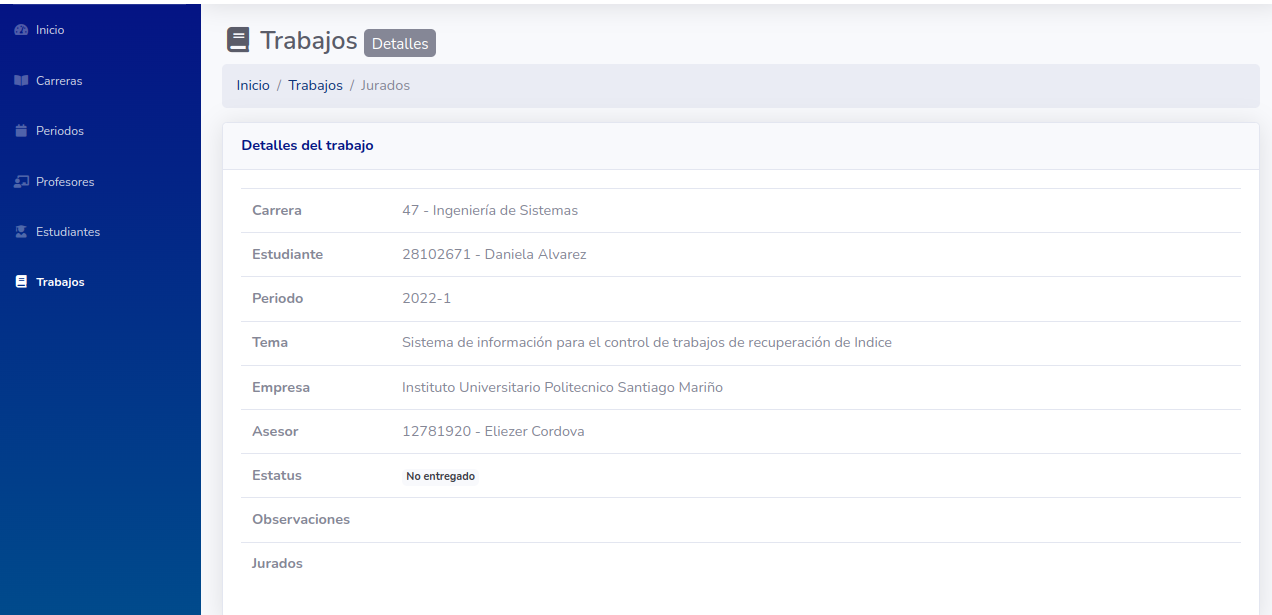 Inicio
Carreras
Periodos
Profesores
Estudiantes
Trabajos
Trabajos Detalles
Inicio / Trabajos / Jurados
Detalles del trabajo
Carrera 47 - Ingeniería de Sistemas
Estudiante 28102671 - Daniela Alvarez
Periodo 2022-1
Tema Sistema de información para el control de trabajos de recuperación de Indice
Empresa Instituto Universitario Politecnico Santiago Mariño
Asesor 12781920 - Eliezer Cordova
Estatus No entregado
Observaciones
Jurados